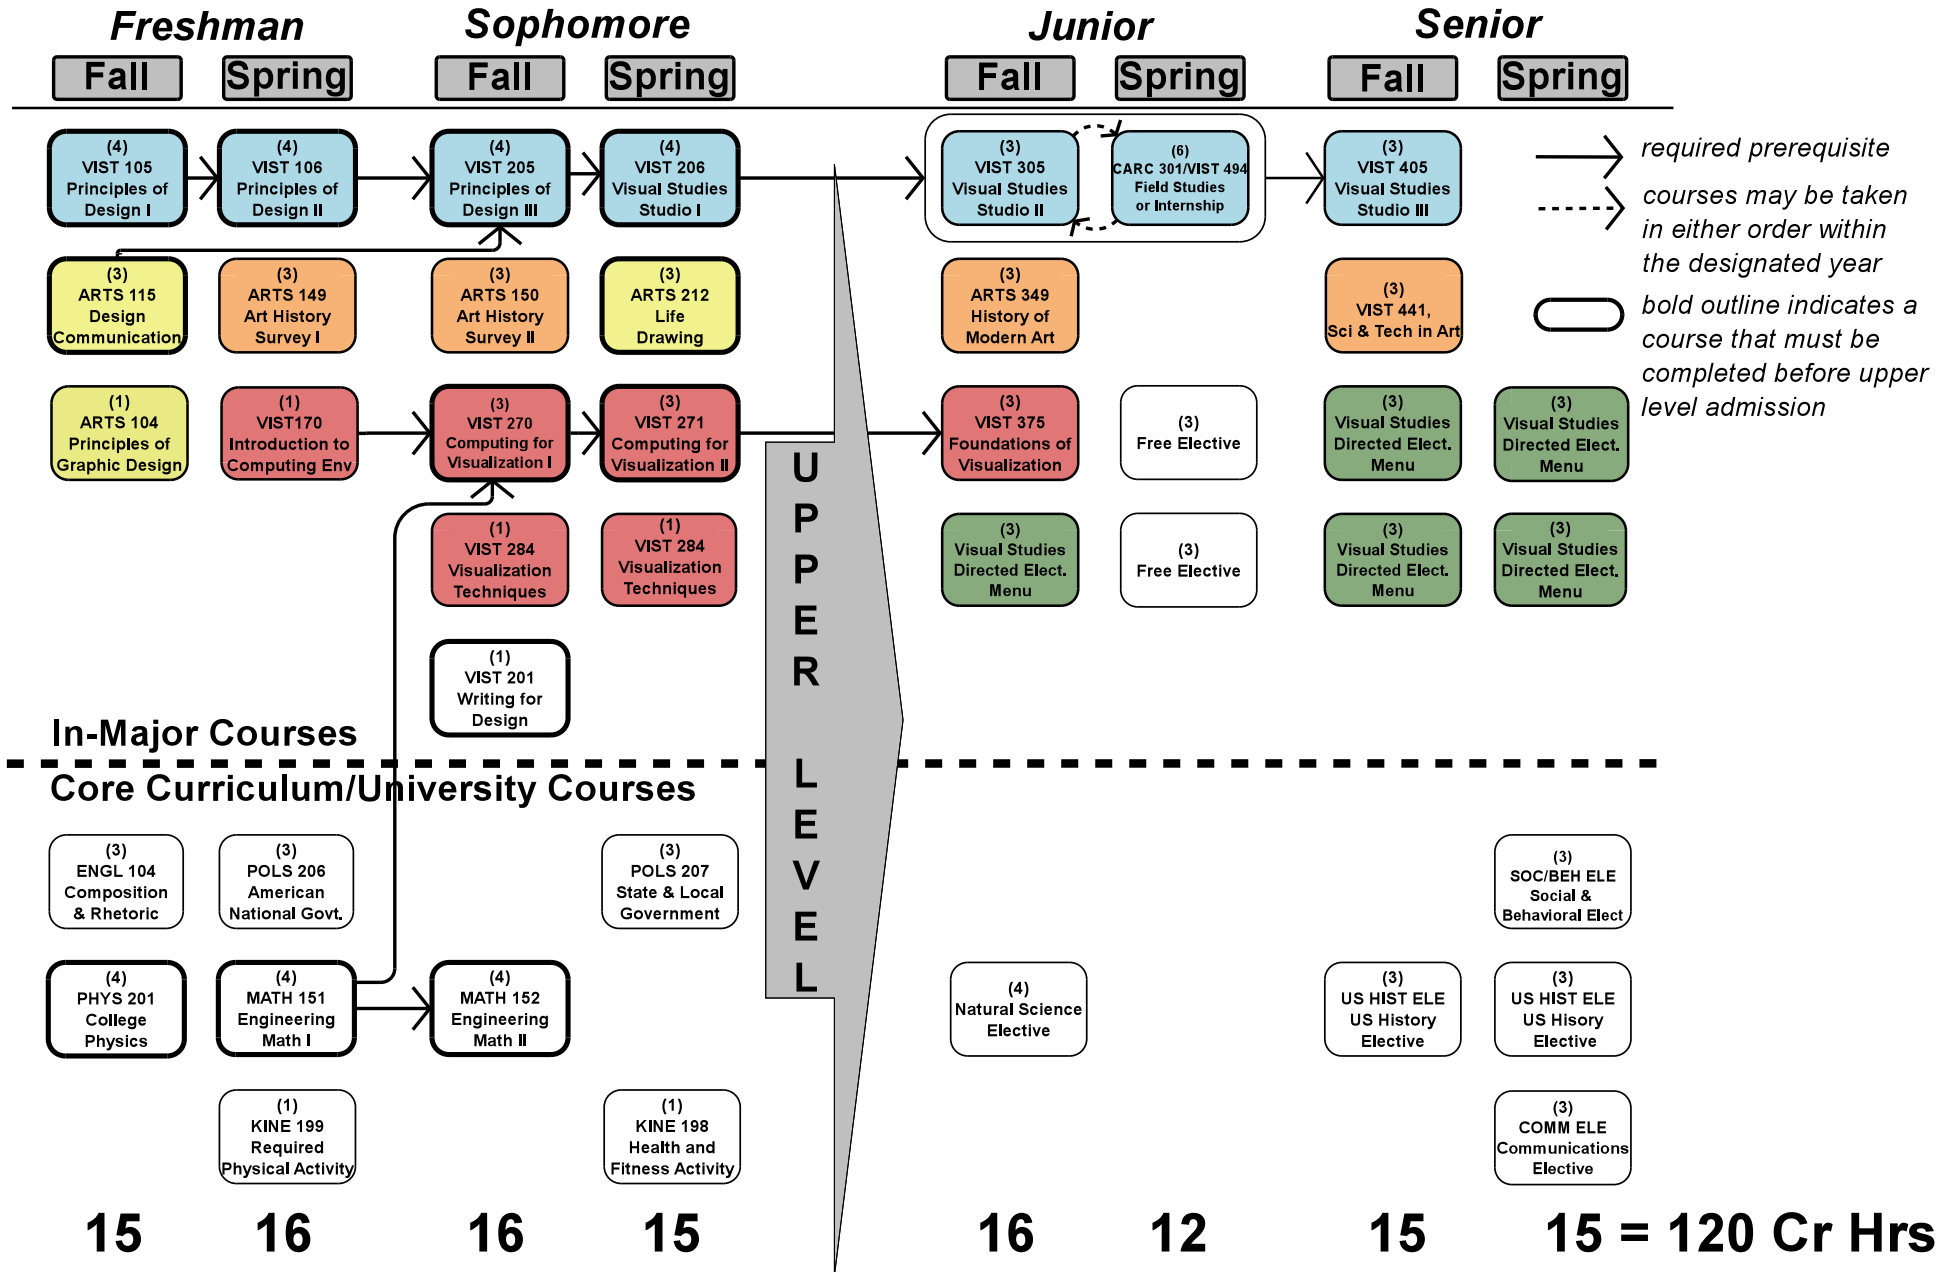 Freshman
Sophomore
Junior
Senior
Fall
Spring
Fall
Spring
Fall
Spring
Fall
Spring
(4)
VIST 105
Principles of
Design I
(4)
VIST 106
Principles of
Design II
(4)
VIST 205
Principles of
Design III
(4)
VIST 206
Visual Studies
Studio I
(3)
VIST 305
Visual Studies
Studio II
(6)
CARC 301/VIST 494
Field Studies
or Internship
(3)
VIST 405
Visual Studies
Studio III
required prerequisite
courses may be taken
in either order within
the designated year
bold outline indicates a
course that must be
completed before upper
level admission
(3)
ARTS 115
Design
Communication
(3)
ARTS 149
Art History
Survey I
(3)
ARTS 150
Art History
Survey II
(3)
ARTS 212
Life
Drawing
(3)
ARTS 349
History of
Modern Art
(3)
VIST 441,
Sci & Tech in Art
(1)
ARTS 104
Principles of
Graphic Design
(1)
VIST170
Introduction to
Computing Env
(3)
VIST 270
Computing for
Visualization I
(3)
VIST 271
Computing for
Visualization II
(3)
VIST 375
Foundations of
Visualization
(3)
Free Elective
(3)
Visual Studies
Directed Elect.
Menu
(3)
Visual Studies
Directed Elect.
Menu
(1)
VIST 284
Visualization
Techniques
(1)
VIST 284
Visualization
Techniques
(3)
Visual Studies
Directed Elect.
Menu
(3)
Free Elective
(3)
Visual Studies
Directed Elect.
Menu
(3)
Visual Studies
Directed Elect.
Menu
(1)
VIST 201
Writing for
Design
UPPER LEVEL
In-Major Courses
Core Curriculum/University Courses
(3)
ENGL 104
Composition
& Rhetoric
(3)
POLS 206
American
National Govt.
(3)
POLS 207
State & Local
Government
(3)
SOC/BEH ELE
Social &
Behavioral Elect
(4)
PHYS 201
College
Physics
(4)
MATH 151
Engineering
Math I
(4)
MATH 152
Engineering
Math II
(4)
Natural Science
Elective
(3)
US HIST ELE
US History
Elective
(3)
US HIST ELE
US Hisory
Elective
(1)
KINE 199
Required
Physical Activity
(1)
KINE 198
Health and
Fitness Activity
(3)
COMM ELE
Communications
Elective
15
16
16
15
16
12
15
15 = 120 Cr Hrs